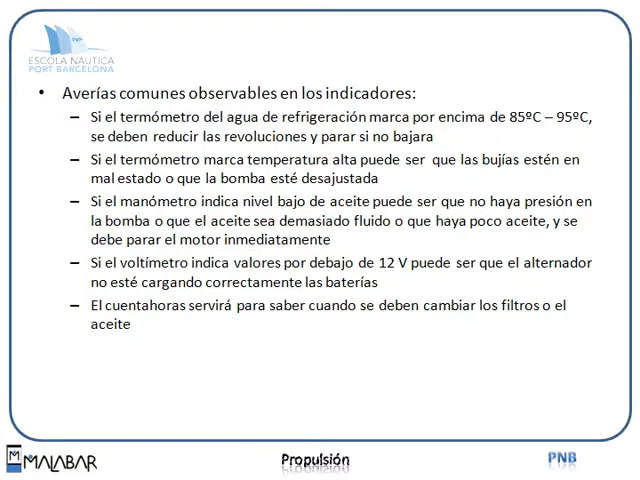 PNB
ESCOLA NÀUTICA
PORT BARCELONA
• Averías comunes observables en los indicadores:
– Si el termómetro del agua de refrigeración marca por encima de 85ºC – 95ºC,
se deben reducir las revoluciones y parar si no bajara
– Si el termómetro marca temperatura alta puede ser que las bujías estén en
mal estado o que la bomba esté desajustada
– Si el manómetro indica nivel bajo de aceite puede ser que no haya presión en
la bomba o que el aceite sea demasiado fluido o que haya poco aceite, y se
debe parar el motor inmediatamente
– Si el voltímetro indica valores por debajo de 12 V puede ser que el alternador
no esté cargando correctamente las baterías
– El cuentahoras servirá para saber cuando se deben cambiar los filtros o el
aceite
MALABAR
Propulsión
PNB